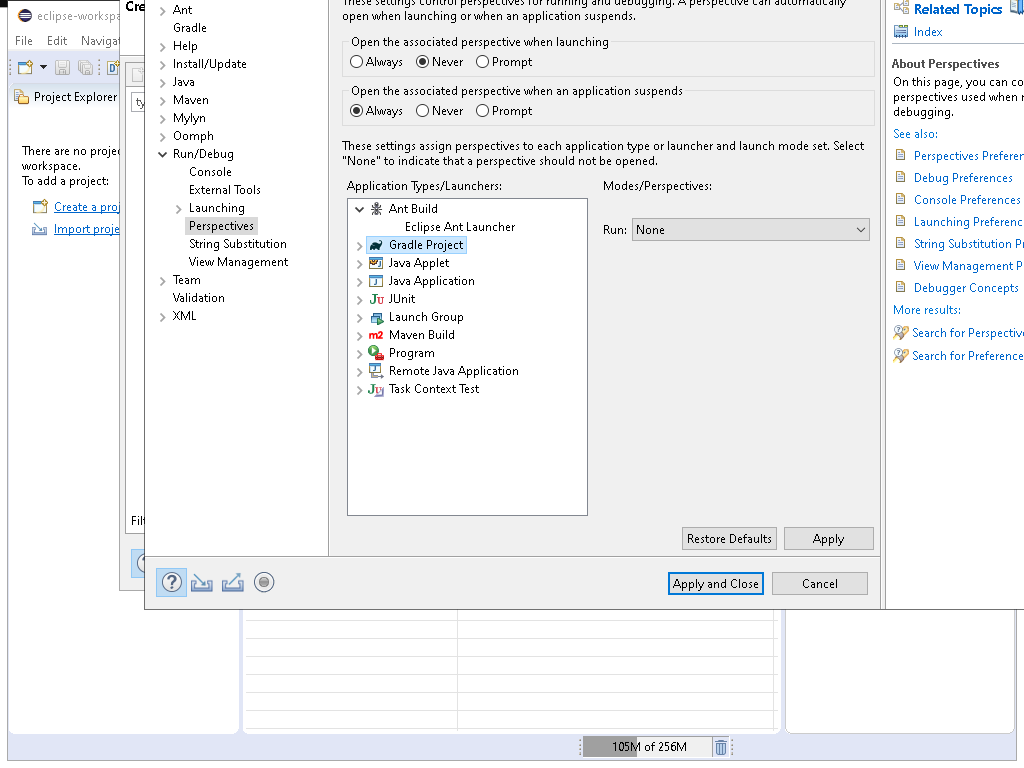 eclipse-workspa
File Edit Naviga
Project Explorer
There are no proje
workspace.
To add a project:
Create a proj
Import proje
Cre
ty
Filt
Ant
Gradle
Help
Install/Update
Java
Maven
Mylyn
Oomph
Run/Debug
Console
External Tools
Launching
Perspectives
String Substitution
View Management
Team
Validation
XML
These settings control perspectives for running and debugging. A perspective can automatically
open when launching or when an application suspends.
Open the associated perspective when launching
Always Never Prompt
Open the associated perspective when an application suspends
Always Never Prompt
These settings assign perspectives to each application type or launcher and launch mode set. Select
"None" to indicate that a perspective should not be opened.
Application Types/Launchers: Modes/Perspectives:
Ant Build
Eclipse Ant Launcher
Gradle Project
Java Applet
Java Application
JUnit
Launch Group
Maven Build
Program
Remote Java Application
Task Context Test
Run: None
Restore Defaults Apply
Apply and Close Cancel
Related Topics
Index
About Perspectives
On this page, you can co
perspectives used when r
debugging.
See also:
Perspectives Preferen
Debug Preferences
Console Preferences
Launching Preferenc
String Substitution Pr
View Management P
Debugger Concepts
More results:
Search for Perspective
Search for Preference
105M of 256M